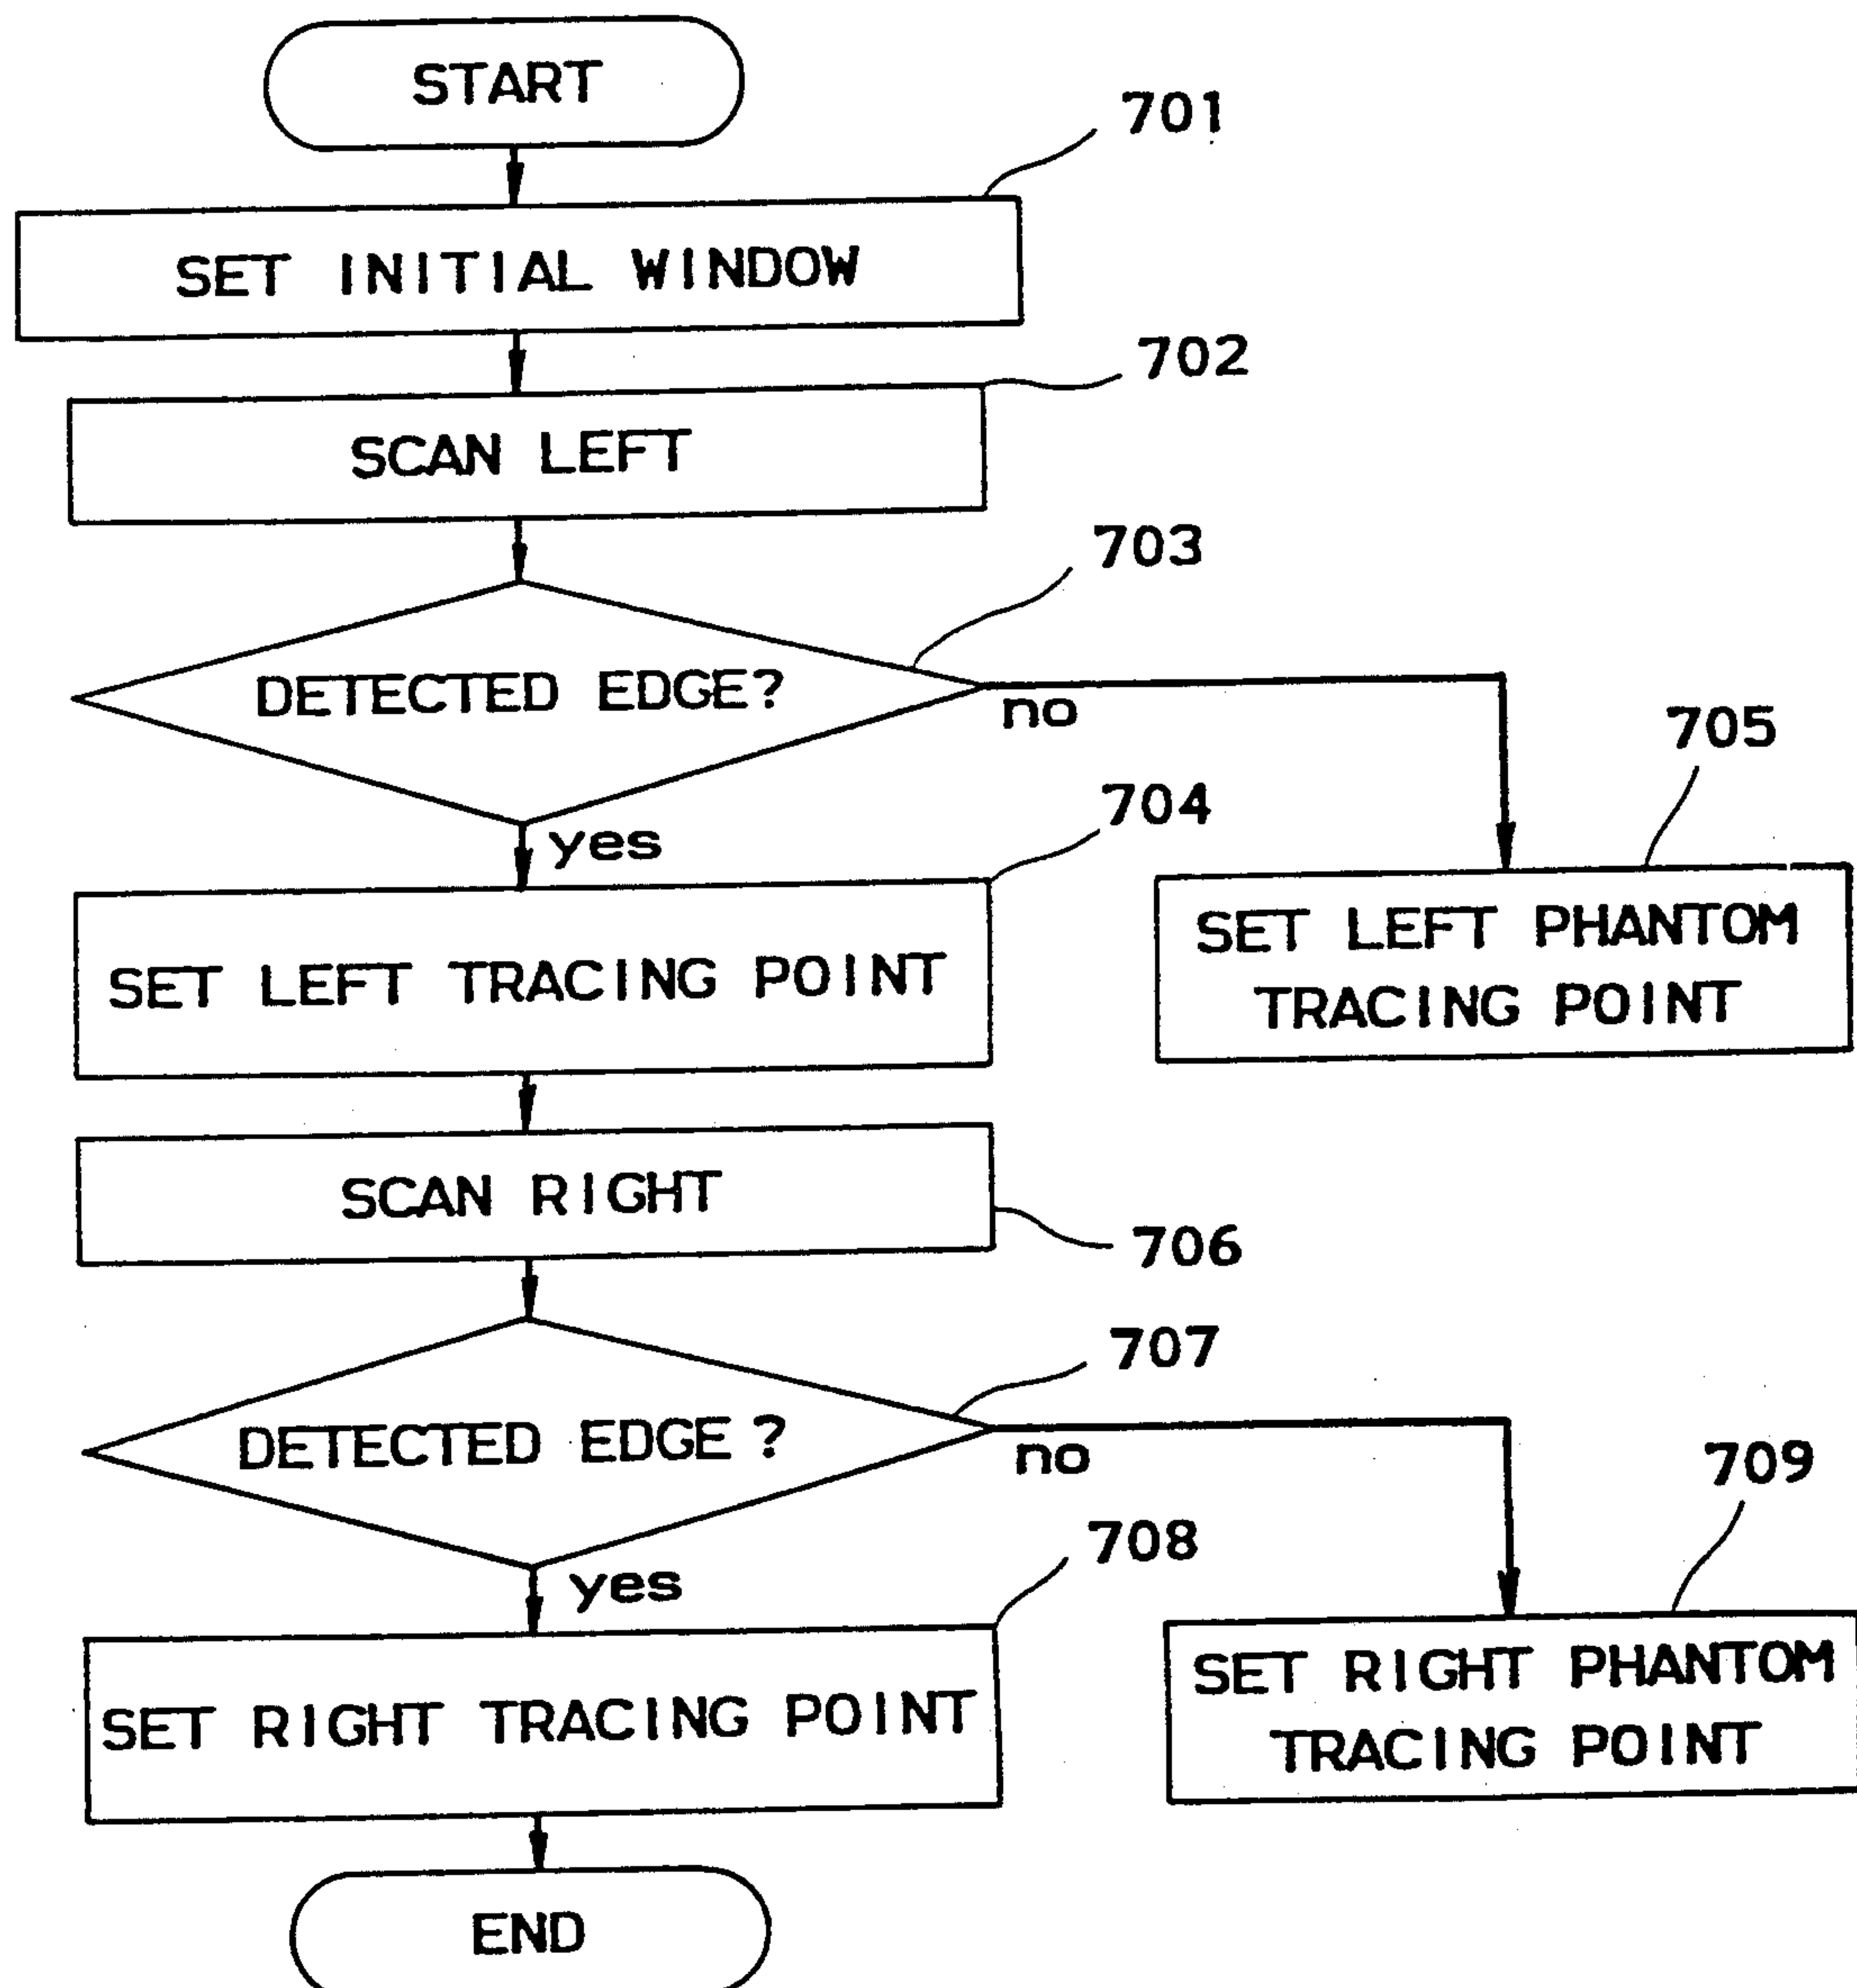 START
701
SET INITIAL WINDOW
702
SCAN LEFT
703
DETECTED EDGE?
no
705
704
yes
SET LEFT PHANTOM
TRACING POINT
SET LEFT TRACING POINT
SCAN RIGHT
706
707
DETECTED EDGE?
no
709
708
yes
SET RIGHT PHANTOM
TRACING POINT
SET RIGHT TRACING POINT
END